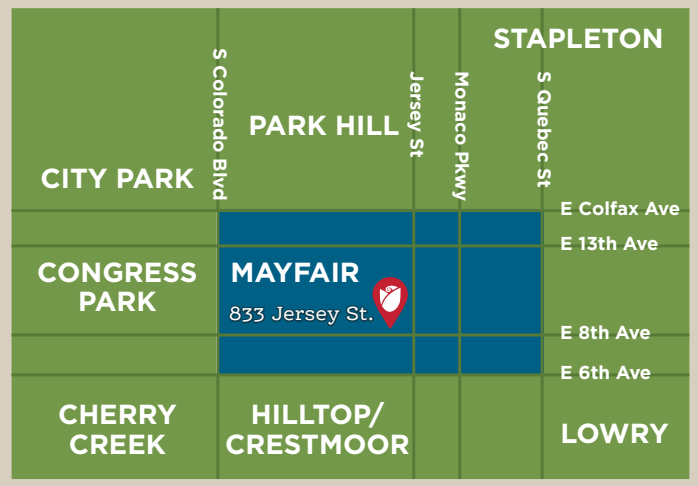 STAPLETON
S Colorado Blvd
Jersey St
Monaco Pkwy
S Quebec St
PARK HILL
CITY PARK
E Colfax Ave
E 13th Ave
CONGRESS
PARK
MAYFAIR
833 Jersey St.
E 8th Ave
E 6th Ave
CHERRY
CREEK
HILLTOP/
CRESTMOOR
LOWRY